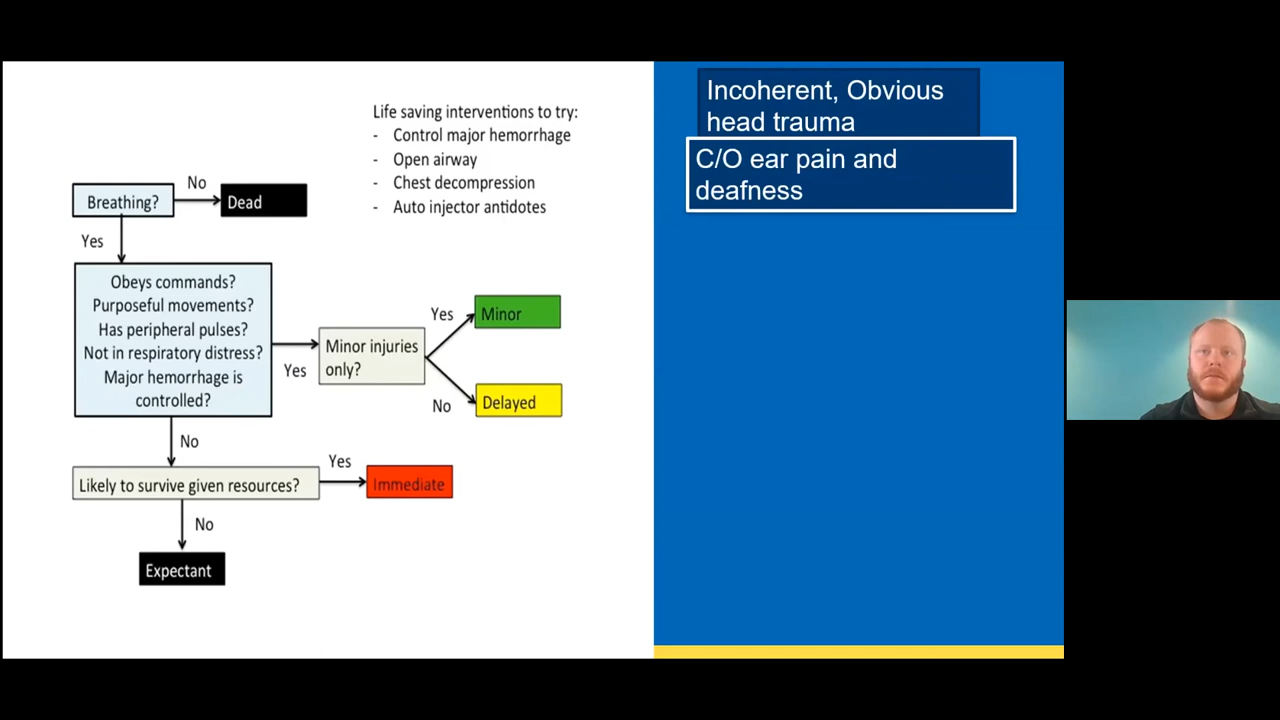 Life saving interventions to try:
- Control major hemorrhage
- Open airway
- Chest decompression
- Auto injector antidotes
Breathing?
No
Dead
Yes
Obeys commands?
Purposeful movements?
Has peripheral pulses?
Not in respiratory distress?
Major hemorrhage is
controlled?
Yes
Minor injuries
only?
Yes
Minor
No
Delayed
No
Likely to survive given resources?
Yes
Immediate
No
Expectant
Incoherent, Obvious
head trauma
C/O ear pain and
deafness